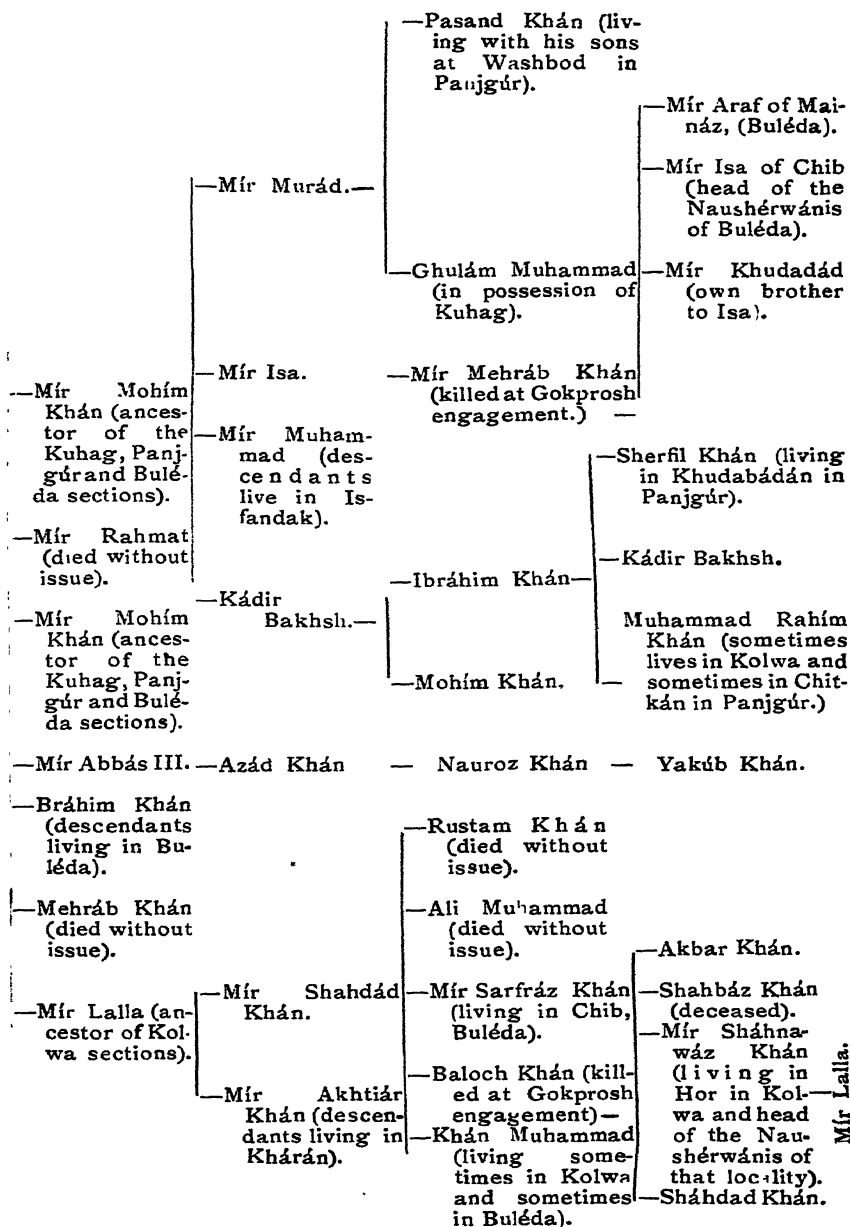 —Pasand Khán (liv-
ing with his sons
at Washbod in
Panjgúr).
—Mír Araf of Mai-
náz, (Buléda).
—Mír Isa of Chib
(head of the
Naushérwánis
of Buléda).
—Mír Murád.—
—Ghulám Muhammad
(in possession of
Kuhag).
—Mír Khudadád
(own brother
to Isa).
—Mír Isa.
—Mír Mehráb Khán
(killed at Gokprosh
engagement.) —
—Mír Mohím
Khán (ances-
tor of the
Kuhag, Panj-
gúr and Bulé-
da sections).
—Mír Muham-
mad (des-
cendants
live in Is-
fandak).
—Sherfil Khán (living
in Khudabádán in
Panjgúr).
—Mír Rahmat
(died without
issue).
—Kádir
Bakhsh.—
—Ibráhim Khán—
—Kádir Bakhsh.
—Mír Mohím
Khán (ances-
tor of the
Kuhag, Panj-
gúr and Bulé-
da sections).
—Mohím Khán.
Muhammad Rahím
Khán (sometimes
lives in Kolwa and
— sometimes in Chit-
kán in Panjgúr.)
—Mír Abbás III. —Azád Khán — Nauroz Khán — Yakúb Khán.
—Bráhim Khán
(descendants
living in Bu-
léda).
—Rustam Khán
(died without
issue).
—Mehráb Khán
(died without
issue).
—Ali Muhammad
(died without
issue).
—Akbar Khán.
—Mír Lalla (an-
cestor of Kol-
wa sections).
—Mír Shahdád
Khán.
—Mír Sarfráz Khán
(living in Chib,
Buléda).
—Shahbáz Khán
(deceased).
—Mír Sháhna-
wáz Khán
(living in
Hor in Kol-—
wa and head
of the Nau-
shérwánis of
that locality).
Mír Lalla.
—Mír Akhtiár
Khán (descen-
dants living in
Khárán).
—Baloch Khán (kill-
ed at Gokprosh
engagement)—
—Khán Muhammad
(living some-
times in Kolwa
and sometimes
in Buléda).
—Sháhdad Khán.